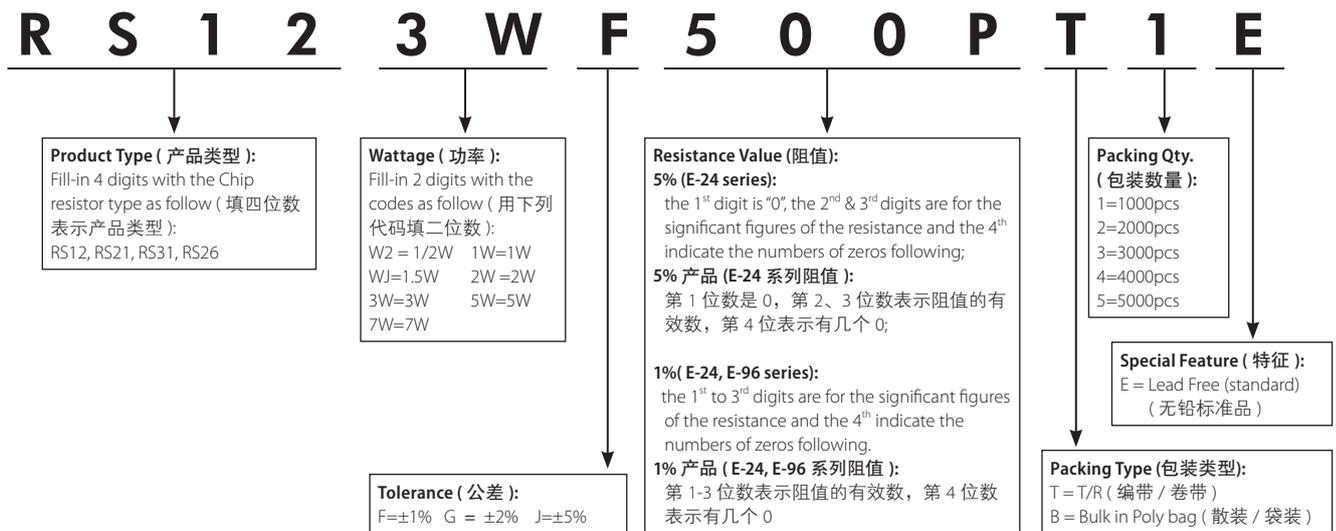 R S 1 2 3 W F 5 0 0 P T 1 E
Product Type ( 产品类型 ):
Fill-in 4 digits with the Chip
resistor type as follow ( 填四位数
表示产品类型 ):
RS12, RS21, RS31, RS26
Wattage ( 功率 ):
Fill-in 2 digits with the
codes as follow ( 用下列
代码填二位数 ):
W2 = 1/2W 1W=1W
WJ=1.5W 2W =2W
3W=3W 5W=5W
7W=7W
Tolerance ( 公差 ):
F=±1% G = ±2% J=±5%
Resistance Value (阻值):
5% (E-24 series):
the 1st digit is “0”, the 2nd & 3rd digits are for the
significant figures of the resistance and the 4th
indicate the numbers of zeros following;
5% 产品 (E-24 系列阻值 ):
第 1 位数是 0，第 2、3 位数表示阻值的有
效数，第 4 位表示有几个 0;
1%( E-24, E-96 series):
the 1st to 3rd digits are for the significant figures
of the resistance and the 4th indicate the
numbers of zeros following.
1% 产品 ( E-24, E-96 系列阻值 ):
第 1-3 位数表示阻值的有效数，第 4 位数
表示有几个 0
Packing Qty.
( 包装数量 ):
1=1000pcs
2=2000pcs
3=3000pcs
4=4000pcs
5=5000pcs
Special Feature ( 特征 ):
E = Lead Free (standard)
( 无铅标准品 )
Packing Type (包装类型):
T = T/R ( 编带 / 卷带 )
B = Bulk in Poly bag ( 散装 / 袋装 )